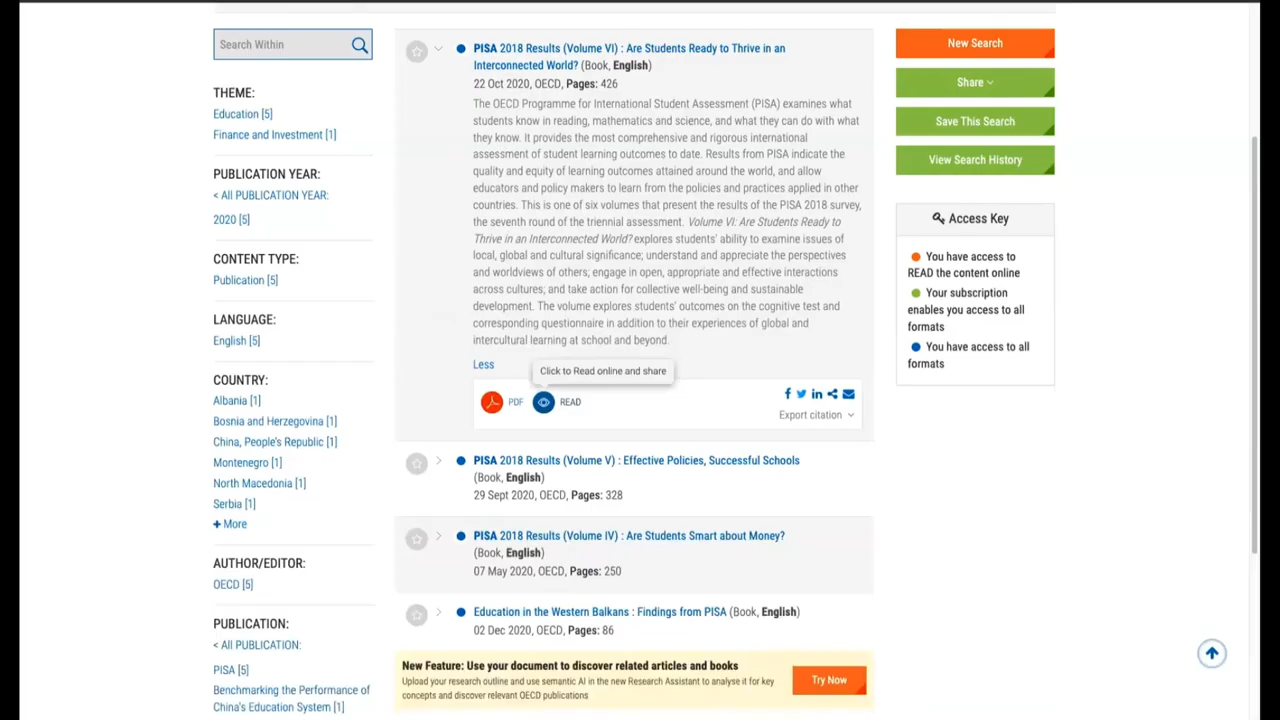 Search Within
THEME:
Education [5]
Finance and Investment [1]
PUBLICATION YEAR:
< All PUBLICATION YEAR:
2020 [5]
CONTENT TYPE:
Publication [5]
LANGUAGE:
English [5]
COUNTRY:
Albania [1]
Bosnia and Herzegovina [1]
China, People's Republic [1]
Montenegro [1]
North Macedonia [1]
Serbia [1]
+ More
AUTHOR/EDITOR:
OECD [5]
PUBLICATION:
< All PUBLICATION:
PISA [5]
Benchmarking the Performance of
China's Education System [1]
PISA 2018 Results (Volume VI) : Are Students Ready to Thrive in an
Interconnected World? (Book, English)
22 Oct 2020, OECD, Pages: 426
The OECD Programme for International Student Assessment (PISA) examines what
students know in reading, mathematics and science, and what they can do with what
they know. It provides the most comprehensive and rigorous international
assessment of student learning outcomes to date. Results from PISA indicate the
quality and equity of learning outcomes attained around the world, and allow
educators and policy makers to learn from the policies and practices applied in other
countries. This is one of six volumes that present the results of the PISA 2018 survey,
the seventh round of the triennial assessment. Volume VI: Are Students Ready to
Thrive in an Interconnected World? explores students' ability to examine issues of
local, global and cultural significance; understand and appreciate the perspectives
and worldviews of others; engage in open, appropriate and effective interactions
across cultures; and take action for collective well-being and sustainable
development. The volume explores students' outcomes on the cognitive test and
corresponding questionnaire in addition to their experiences of global and
intercultural learning at school and beyond.
Less
Click to Read online and share
PDF
READ
Export citation
PISA 2018 Results (Volume V) : Effective Policies, Successful Schools
(Book, English)
29 Sept 2020, OECD, Pages: 328
PISA 2018 Results (Volume IV) : Are Students Smart about Money?
(Book, English)
07 May 2020, OECD, Pages: 250
Education in the Western Balkans : Findings from PISA (Book, English)
02 Dec 2020, OECD, Pages: 86
New Feature: Use your document to discover related articles and books
Upload your research outline and use semantic AI in the new Research Assistant to analyse it for key
concepts and discover relevant OECD publications
Try Now
New Search
Share
Save This Search
View Search History
Access Key
You have access to
READ the content online
Your subscription
enables you access to all
formats
You have access to all
formats